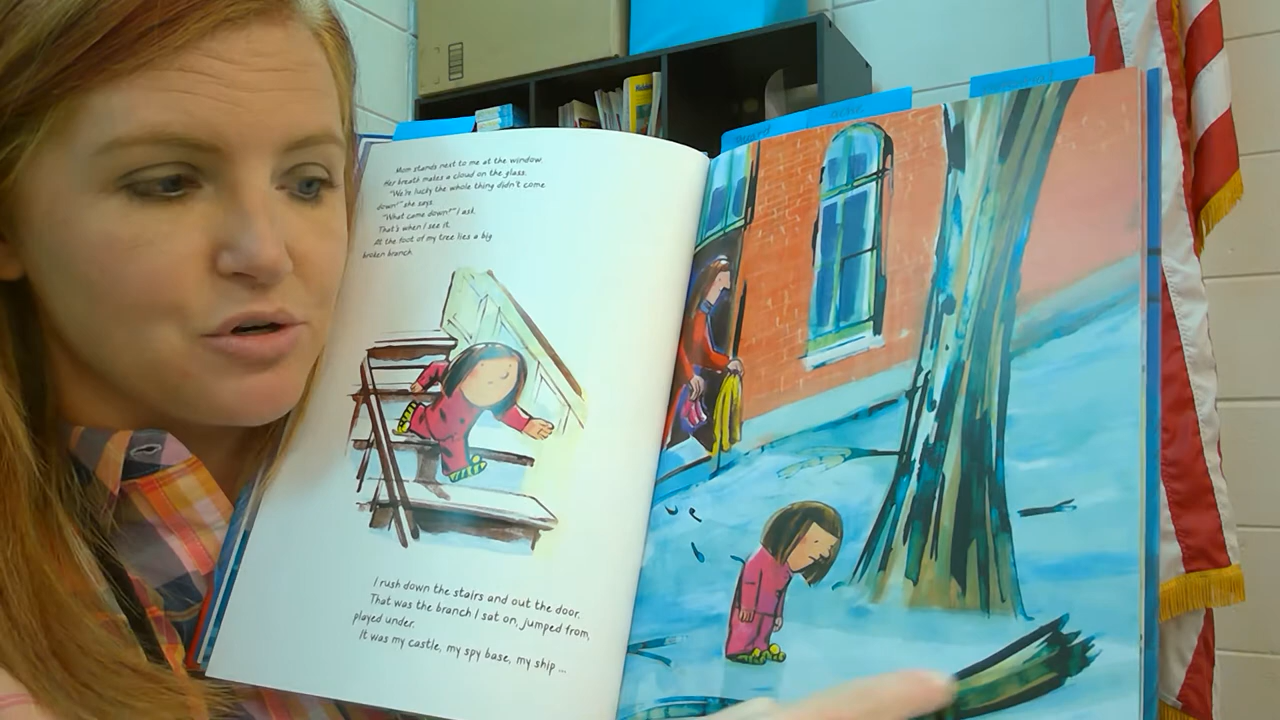 Mom stands next to me at the window.
Her breath makes a cloud on the glass.
"We're lucky the whole thing didn't come
down!" she says.
"What came down?" I ask.
That's when I see it.
At the foot of my tree lies a big
broken branch.
I rush down the stairs and out the door.
That was the branch I sat on, jumped from,
played under.
It was my castle, my spy base, my ship ...